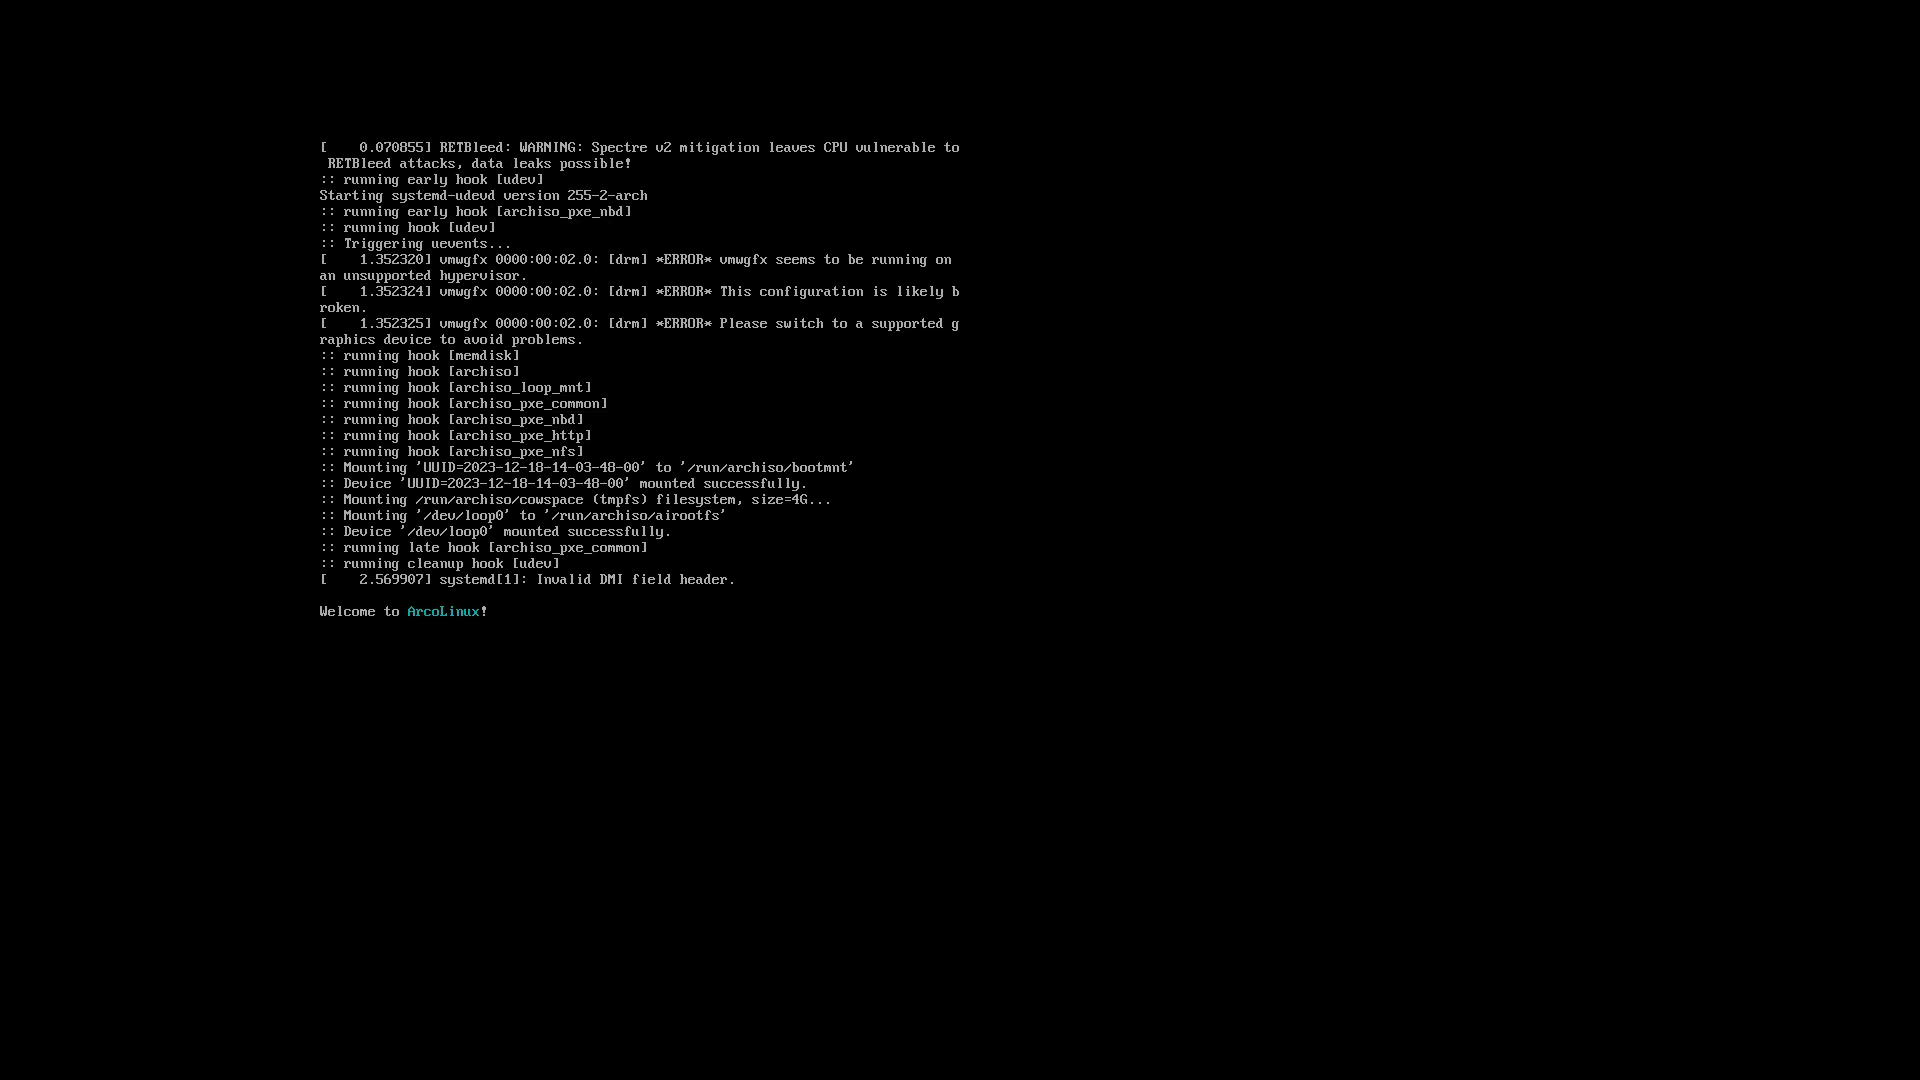 [    0.070855] RETBleed: WARNING: Spectre v2 mitigation leaves CPU vulnerable to
 RETBleed attacks, data leaks possible!
:: running early hook [udev]
Starting systemd-udevd version 255-2-arch
:: running early hook [archiso_pxe_nbd]
:: running hook [udev]
:: Triggering uevents...
[    1.352320] vmwgfx 0000:00:02.0: [drm] *ERROR* vmwgfx seems to be running on
an unsupported hypervisor.
[    1.352324] vmwgfx 0000:00:02.0: [drm] *ERROR* This configuration is likely b
roken.
[    1.352325] vmwgfx 0000:00:02.0: [drm] *ERROR* Please switch to a supported g
raphics device to avoid problems.
:: running hook [memdisk]
:: running hook [archiso]
:: running hook [archiso_loop_mnt]
:: running hook [archiso_pxe_common]
:: running hook [archiso_pxe_nbd]
:: running hook [archiso_pxe_http]
:: running hook [archiso_pxe_nfs]
:: Mounting 'UUID=2023-12-18-14-03-48-00' to '/run/archiso/bootmnt'
:: Device 'UUID=2023-12-18-14-03-48-00' mounted successfully.
:: Mounting /run/archiso/cowspace (tmpfs) filesystem, size=4G...
:: Mounting '/dev/loop0' to '/run/archiso/airootfs'
:: Device '/dev/loop0' mounted successfully.
:: running late hook [archiso_pxe_common]
:: running cleanup hook [udev]
[    2.569907] systemd[1]: Invalid DMI field header.
Welcome to ArcoLinux!